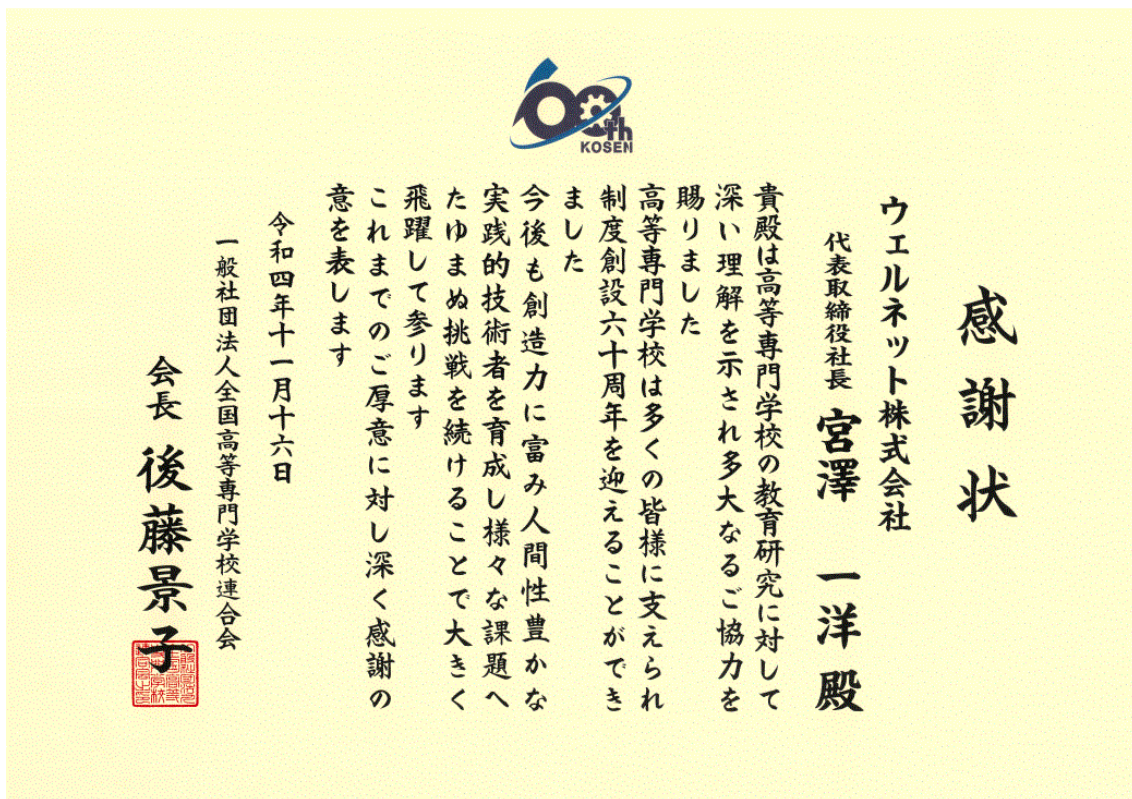 60th
KOSEN
感謝状
ウェルネット株式会社
代表取締役社長 宮澤 一洋 殿
貴殿は高等専門学校の教育研究に対して
深い理解を示され多大なるご協力を
賜りました
高等専門学校は多くの皆様に支えられ
制度創設六十周年を迎えることができ
ました
今後も創造力に富み人間性豊かな
実践的技術者を育成し様々な課題へ
たゆまぬ挑戦を続けることで大きく
飛躍して参ります
これまでのご厚意に対し深く感謝の
意を表します
令和四年十一月十六日
一般社団法人全国高等専門学校連合会
会長 後藤景子